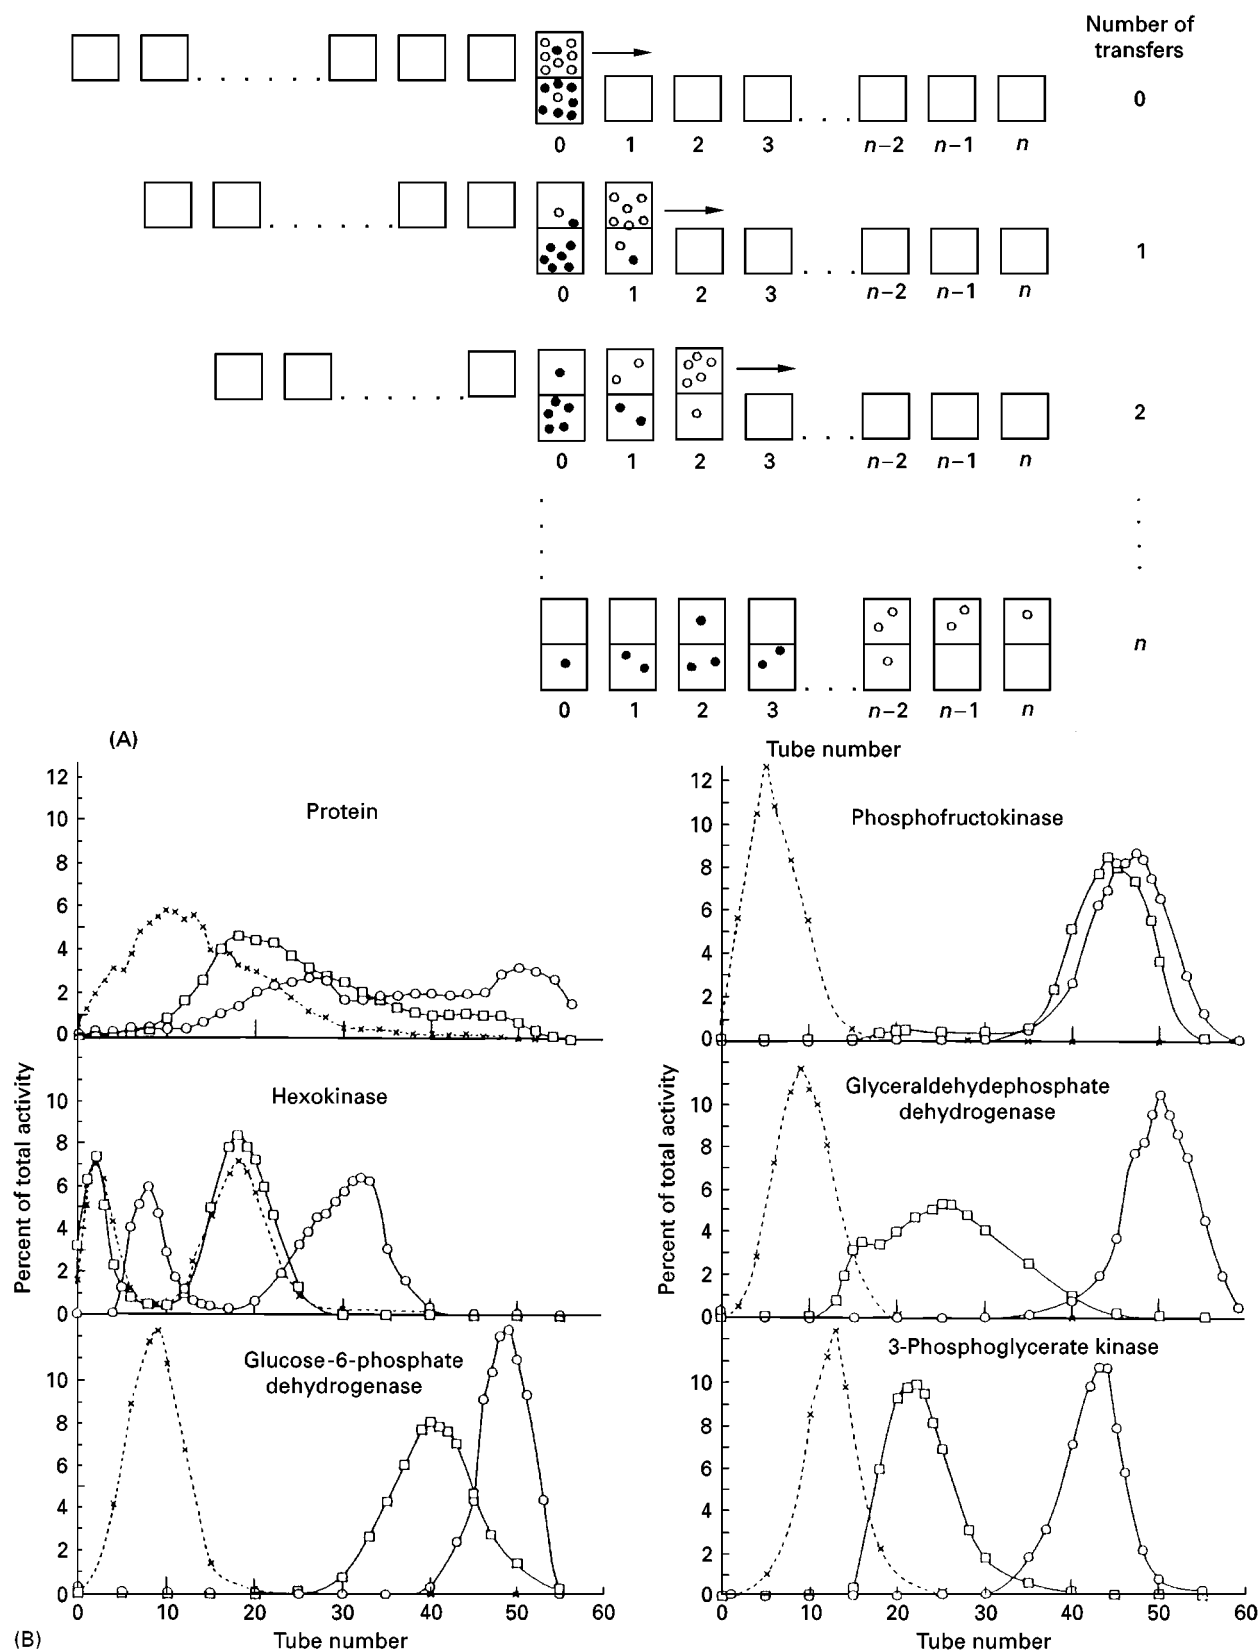 Number of
transfers
0
0 1 2 3 n–2 n–1 n
1
0 1 2 3 n–2 n–1 n
2
0 1 2 3 n–2 n–1 n
n
0 1 2 3 n–2 n–1 n
(A)
Tube number
12
10
8
6
4
2
0
Protein
12
10
8
6
4
2
0
Phosphofructokinase
Percent of total activity
10
8
6
4
2
0
Hexokinase
Percent of total activity
10
8
6
4
2
0
Glyceraldehydephosphate
dehydrogenase
10
8
6
4
2
0
Glucose-6-phosphate
dehydrogenase
0 10 20 30 40 50 60
Tube number
10
8
6
4
2
0
3-Phosphoglycerate kinase
0 10 20 30 40 50 60
Tube number
(B)